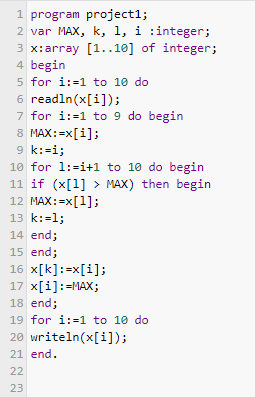 1 program project1;
2 var MAX, k, l, i :integer;
3 x:array [1..10] of integer;
4 begin
5 for i:=1 to 10 do
6 readln(x[i]);
7 for i:=1 to 9 do begin
8 MAX:=x[i];
9 k:=i;
10 for l:=i+1 to 10 do begin
11 if (x[l] > MAX) then begin
12 MAX:=x[l];
13 k:=l;
14 end;
15 end;
16 x[k]:=x[i];
17 x[i]:=MAX;
18 end;
19 for i:=1 to 10 do
20 writeln(x[i]);
21 end.
22
23